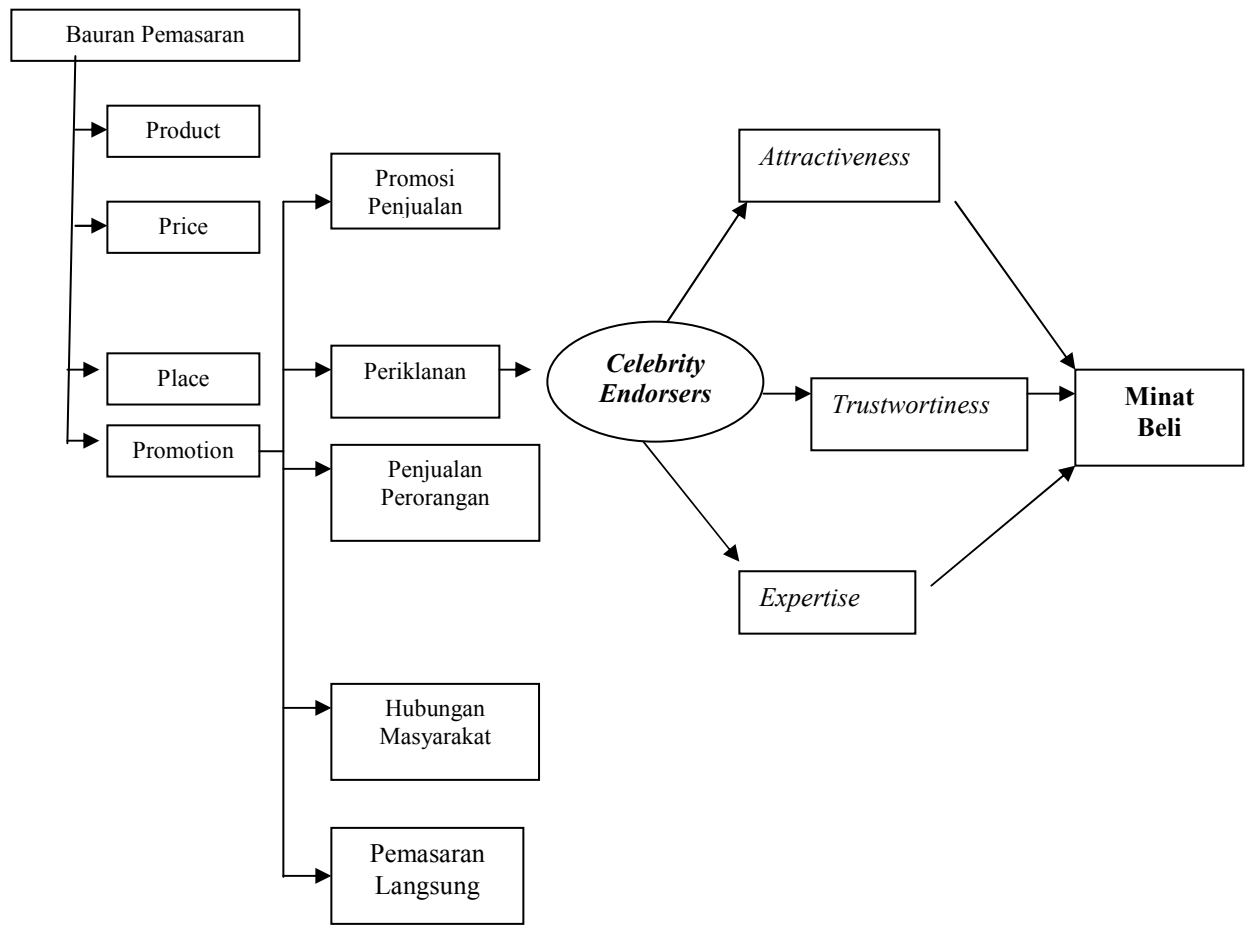 Bauran Pemasaran
Product
Price
Place
Promotion
Promosi
Penjualan
Periklanan
Penjualan
Perorangan
Hubungan
Masyarakat
Pemasaran
Langsung
Celebrity
Endorsers
Attractiveness
Trustwortiness
Expertise
Minat
Beli